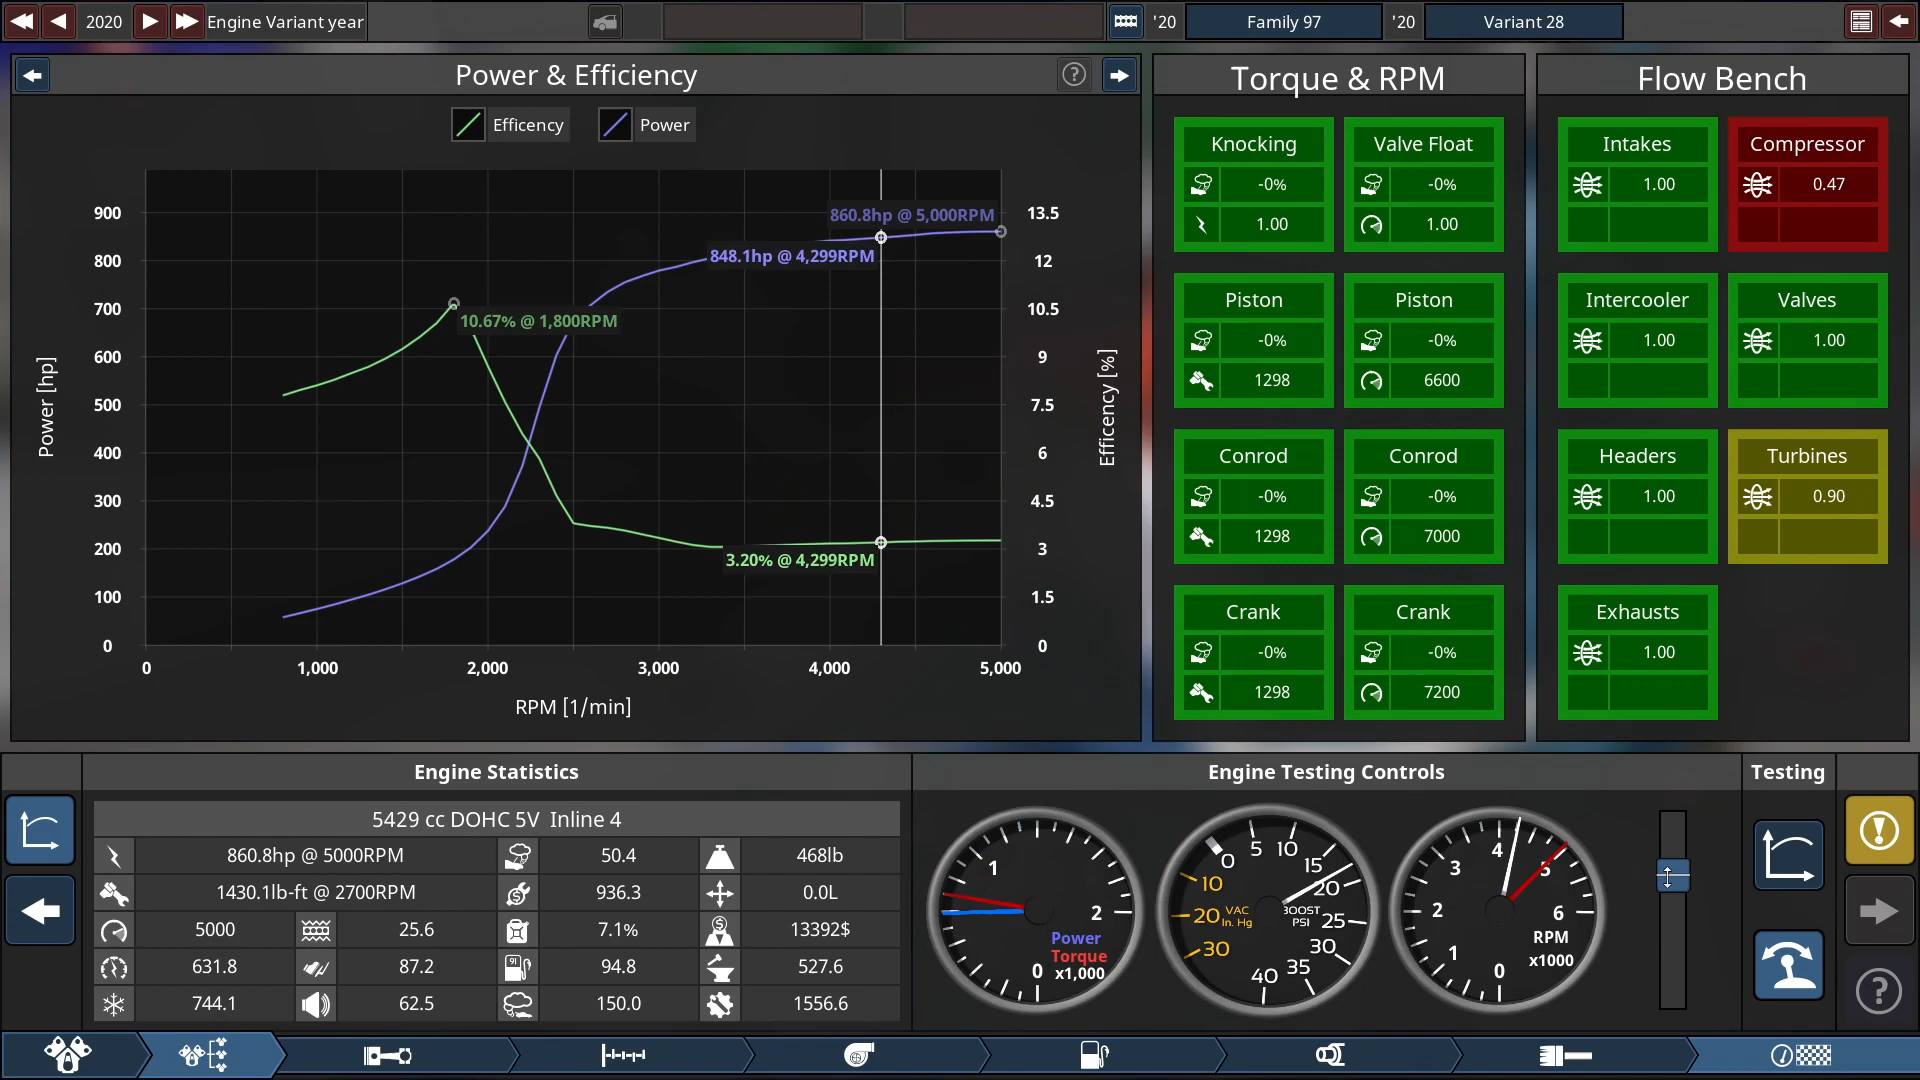 2020
Engine Variant year
'20
Family 97
'20
Variant 28
Power & Efficiency
?
Efficency
Power
900
800
700
600
500
400
300
200
100
0
Power [hp]
13.5
12
10.5
9
7.5
6
4.5
3
1.5
0
Efficency [%]
860.8hp @ 5,000RPM
848.1hp @ 4,299RPM
10.67% @ 1,800RPM
3.20% @ 4,299RPM
0
1,000
2,000
3,000
4,000
5,000
RPM [1/min]
Torque & RPM
Knocking
-0%
1.00
Valve Float
-0%
1.00
Piston
-0%
1298
Piston
-0%
6600
Conrod
-0%
1298
Conrod
-0%
7000
Crank
-0%
1298
Crank
-0%
7200
Flow Bench
Intakes
1.00
Compressor
0.47
Intercooler
1.00
Valves
1.00
Headers
1.00
Turbines
0.90
Exhausts
1.00
Engine Statistics
5429 cc DOHC 5V Inline 4
860.8hp @ 5000RPM
50.4
468lb
1430.1lb-ft @ 2700RPM
936.3
0.0L
5000
25.6
7.1%
13392$
631.8
87.2
91
94.8
527.6
744.1
62.5
150.0
1556.6
Engine Testing Controls
1
2
0
Power
Torque
x1,000
0
5
10
15
20
25
30
35
40
10
20
30
VAC
In. Hg
BOOST
PSI
0
1
2
3
4
5
6
RPM
x1000
Testing
?